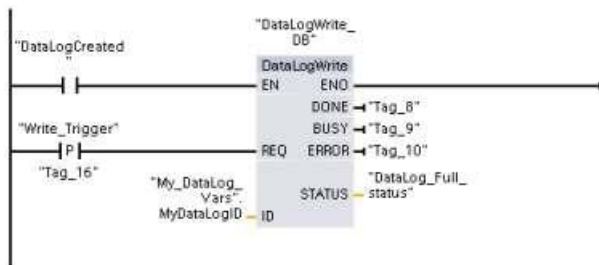 "DataLogWrite_
DB"
"DataLogCreated
"
DataLogWrite
EN ENO
DONE "Tag_8"
BUSY "Tag_9"
"Write_Trigger"
P
REQ ERROR "Tag_10"
"Tag_16"
"My_DataLog_
Vars".
MyDataLogID ID
STATUS "DataLog_Full_
status"